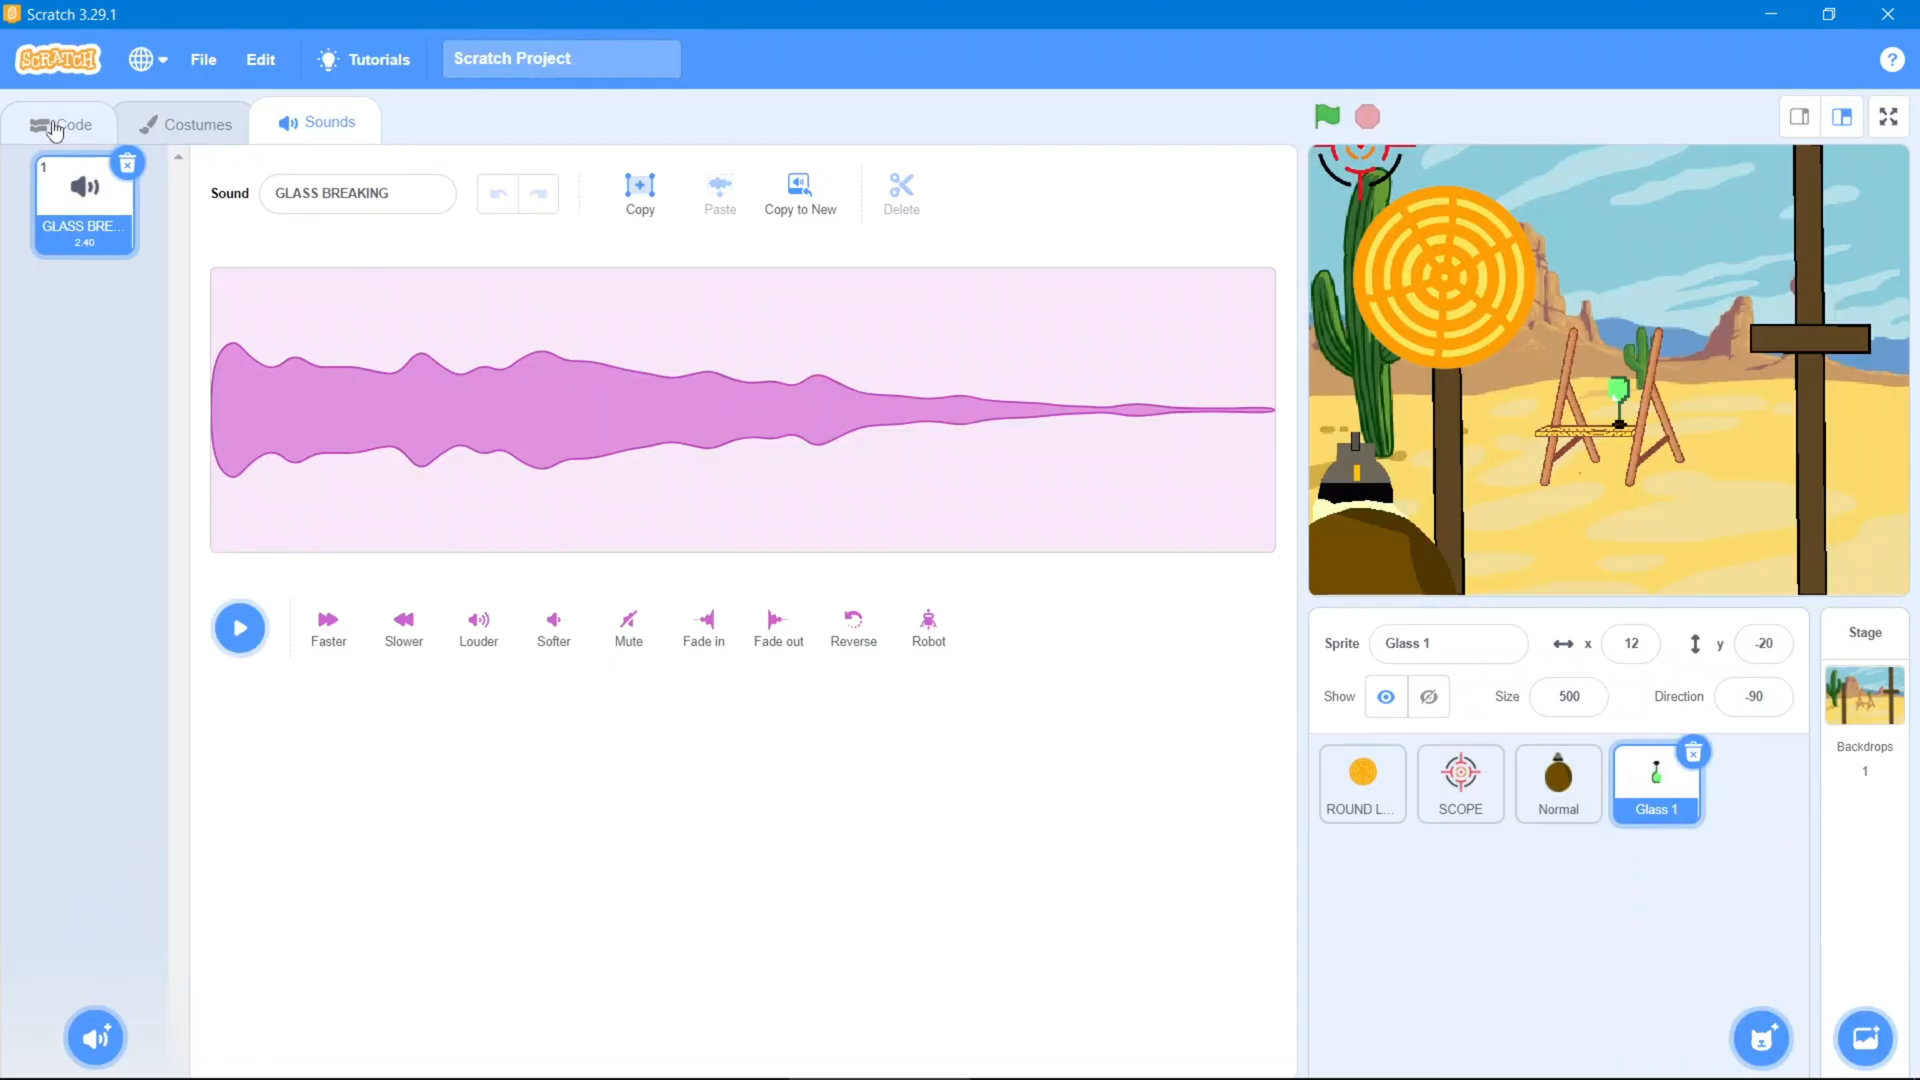 Scratch 3.29.1
SCRATCH File Edit Tutorials Scratch Project ?
Code Costumes Sounds
1
GLASS BRE...
2.40
Sound GLASS BREAKING
Copy Paste Copy to New Delete
Faster Slower Louder Softer Mute Fade in Fade out Reverse Robot
Sprite Glass 1 x 12 y -20
Show Size 500 Direction -90
ROUND L... SCOPE Normal Glass 1
Stage
Backdrops
1